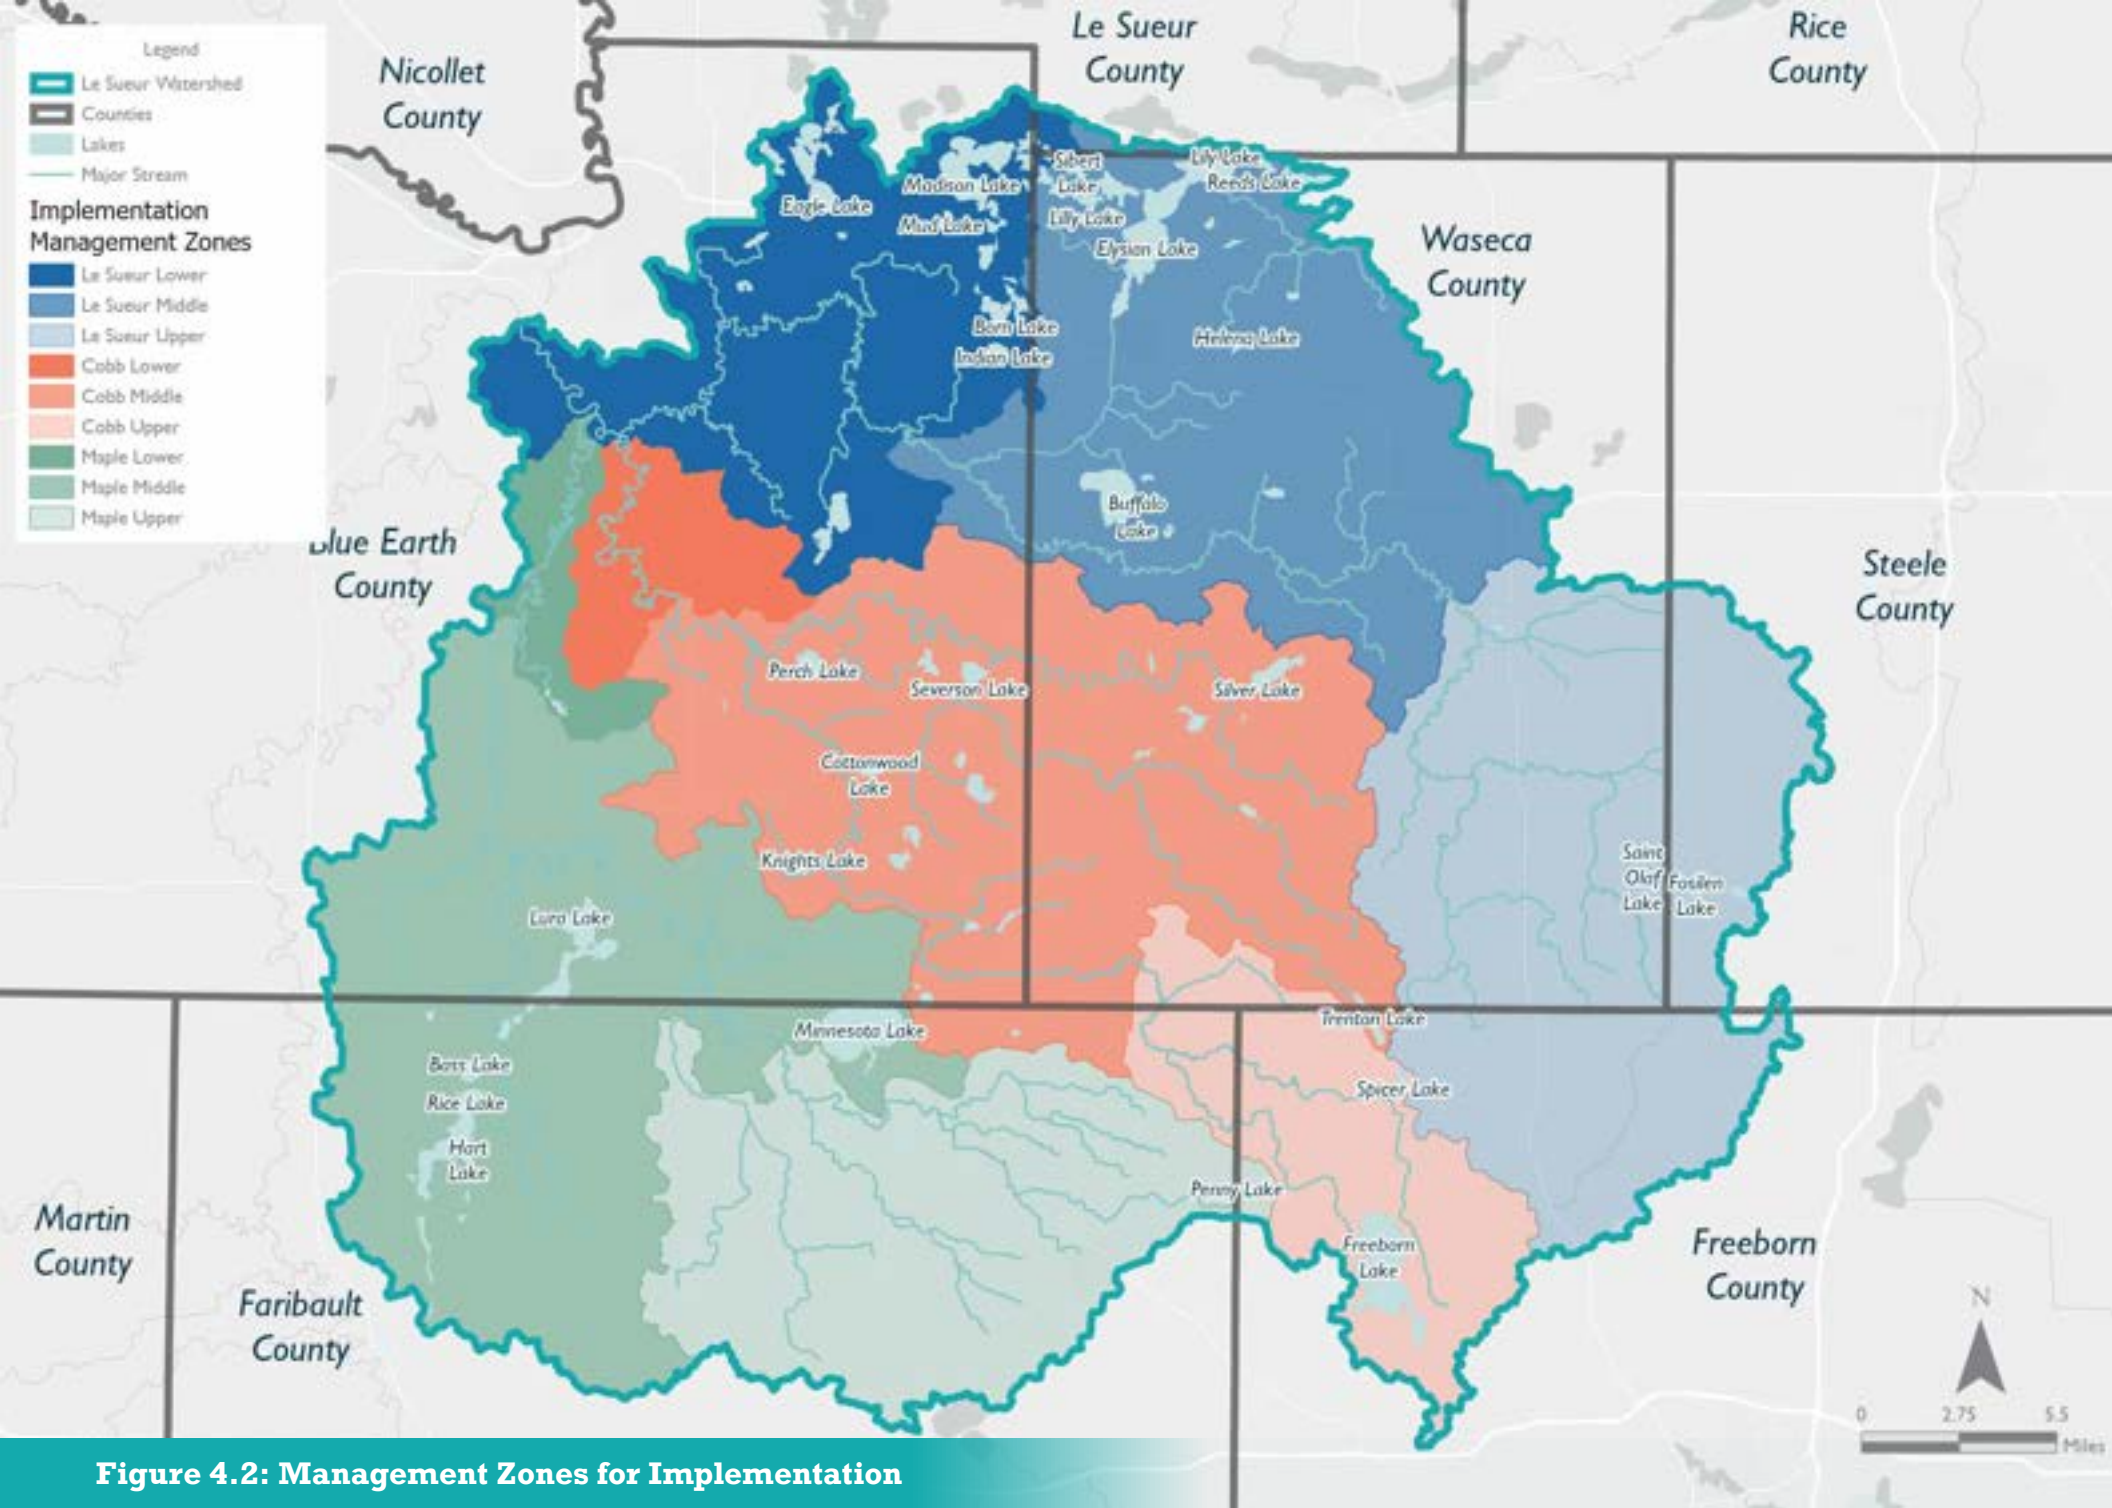 Legend
Le Sueur Watershed
Counties
Lakes
Major Stream
Implementation
Management Zones
Le Sueur Lower
Le Sueur Middle
Le Sueur Upper
Cobb Lower
Cobb Middle
Cobb Upper
Maple Lower
Maple Middle
Maple Upper
Nicollet
County
Le Sueur
County
Rice
County
Waseca
County
Blue Earth
County
Steele
County
Martin
County
Faribault
County
Freeborn
County
Eagle Lake
Madison Lake
Mud Lake
Sibert
Lake
Lily Lake
Reeds Lake
Lilly Lake
Elysian Lake
Born Lake
Indian Lake
Helena Lake
Buffalo
Lake
Perch Lake
Severson Lake
Silver Lake
Cottonwood
Lake
Knights Lake
Saint
Olaf
Lake
Fosilen
Lake
Lura Lake
Minnesota Lake
Trenton Lake
Bass Lake
Rice Lake
Hart
Lake
Spicer Lake
Penny Lake
Freeborn
Lake
N
0 2.75 5.5
Miles
Figure 4.2: Management Zones for Implementation